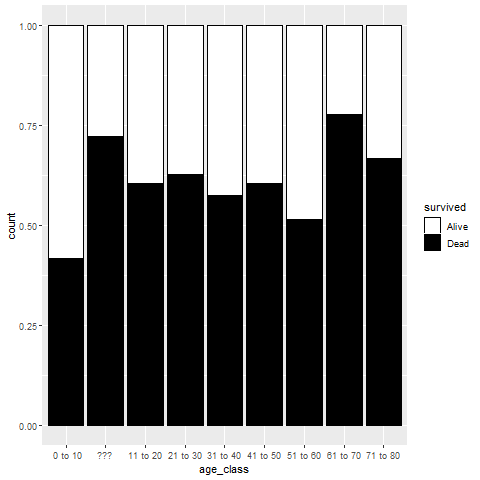 1.00
0.75
0.50
0.25
0.00
count
0 to 10 ??? 11 to 20 21 to 30 31 to 40 41 to 50 51 to 60 61 to 70 71 to 80
age_class
survived
Alive
Dead